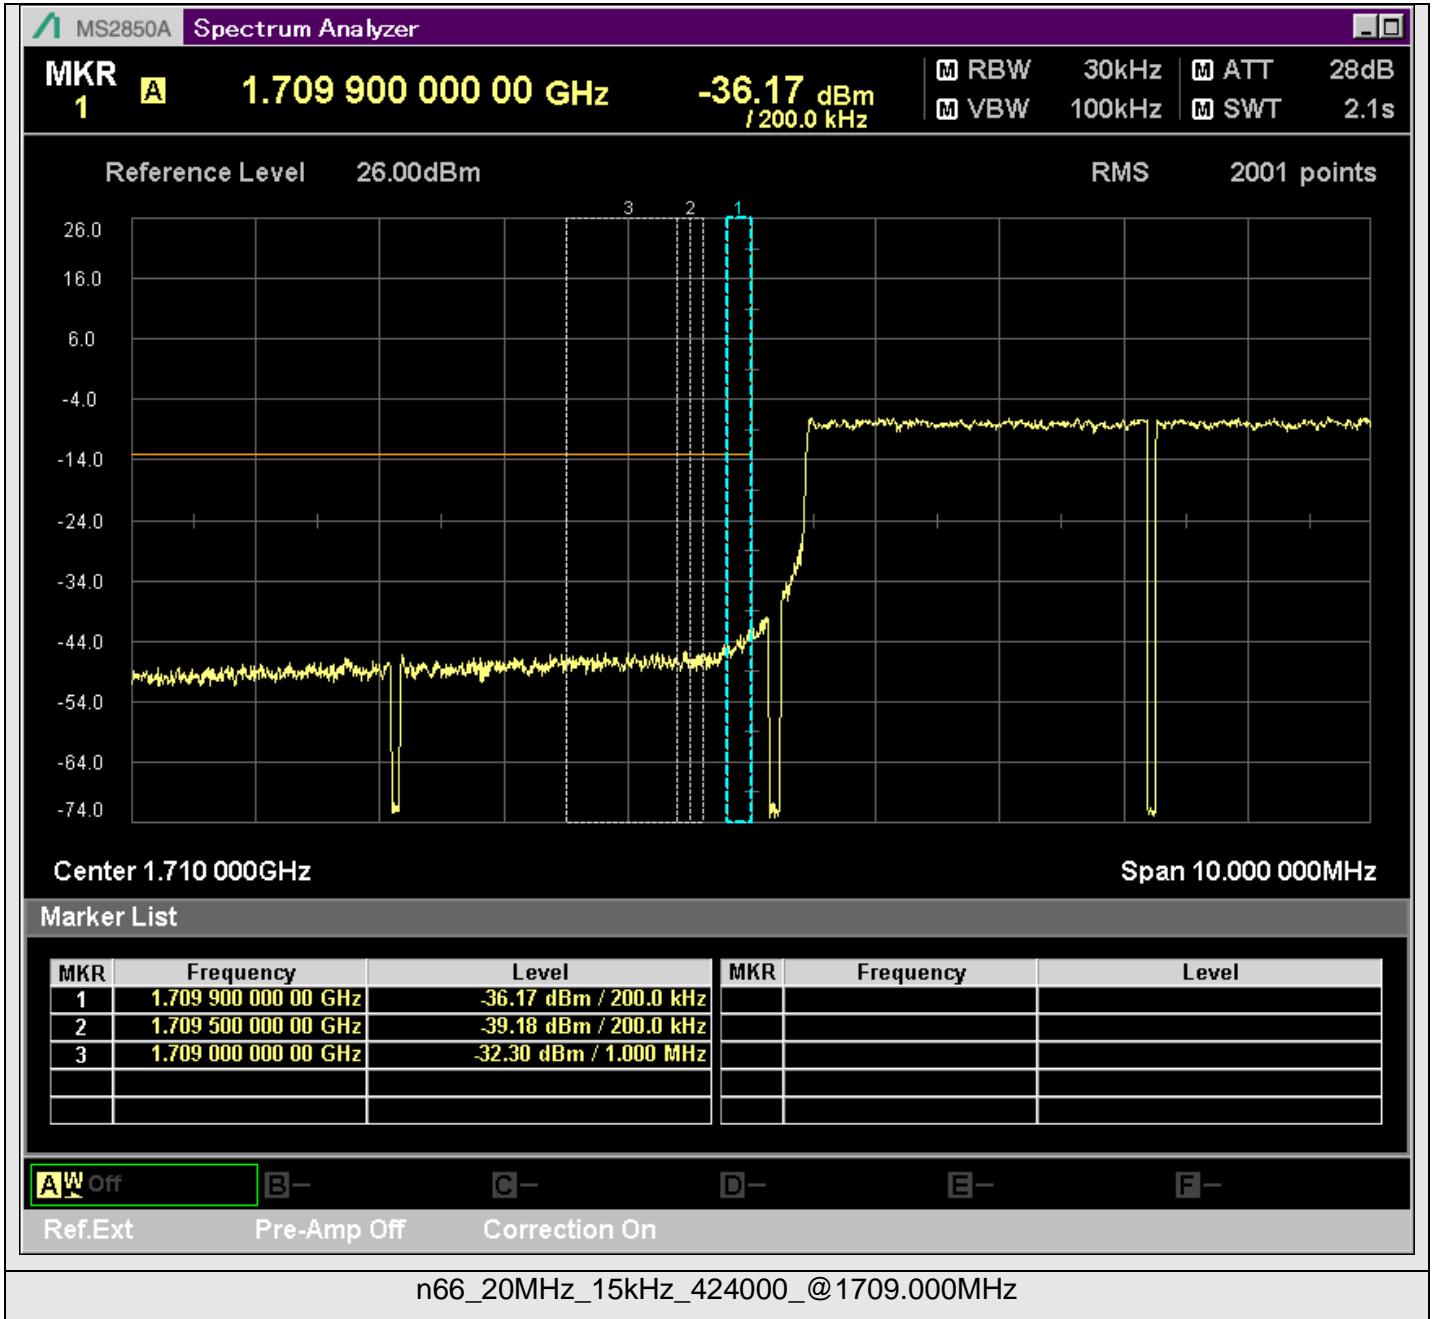 MS2850A Spectrum Analyzer
MKR 1 A 1.709 900 000 00 GHz -36.17 dBm / 200.0 kHz
M RBW 30kHz M ATT 28dB
M VBW 100kHz M SWT 2.1s
Reference Level 26.00dBm RMS 2001 points
3 2 1
26.0
16.0
6.0
-4.0
-14.0
-24.0
-34.0
-44.0
-54.0
-64.0
-74.0
Center 1.710 000GHz Span 10.000 000MHz
Marker List
MKR Frequency Level MKR Frequency Level
1 1.709 900 000 00 GHz -36.17 dBm / 200.0 kHz
2 1.709 500 000 00 GHz -39.18 dBm / 200.0 kHz
3 1.709 000 000 00 GHz -32.30 dBm / 1.000 MHz
A W Off B – C – D – E – F –
Ref.Ext Pre-Amp Off Correction On
n66_20MHz_15kHz_424000_@1709.000MHz